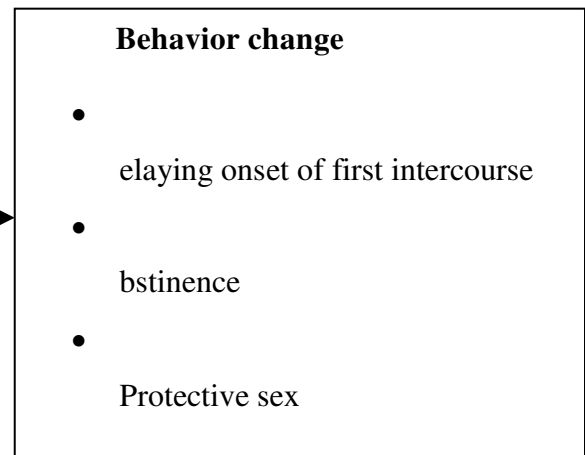 Behavior change
•
elaying onset of first intercourse
•
bstinence
•
Protective sex